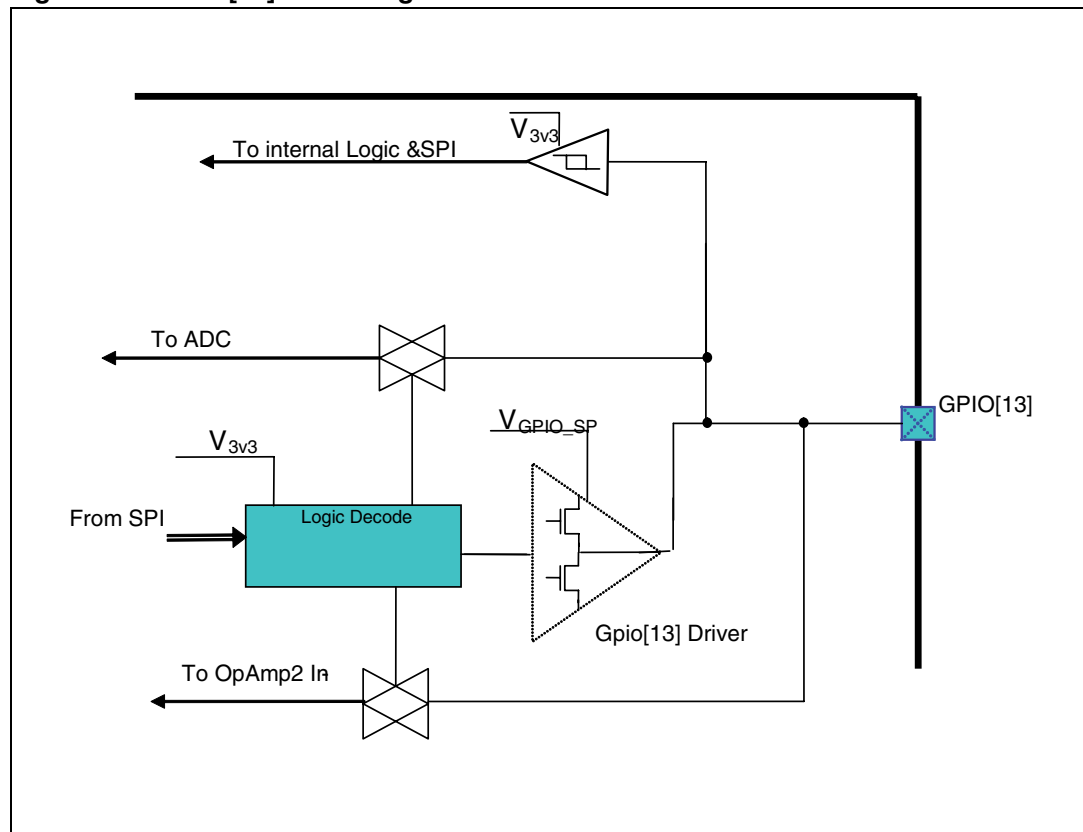 V3v3
To internal Logic &SPI
To ADC
GPIO[13]
VGPIO_SP
V3v3
From SPI
Logic Decode
Gpio[13] Driver
To OpAmp2 In-